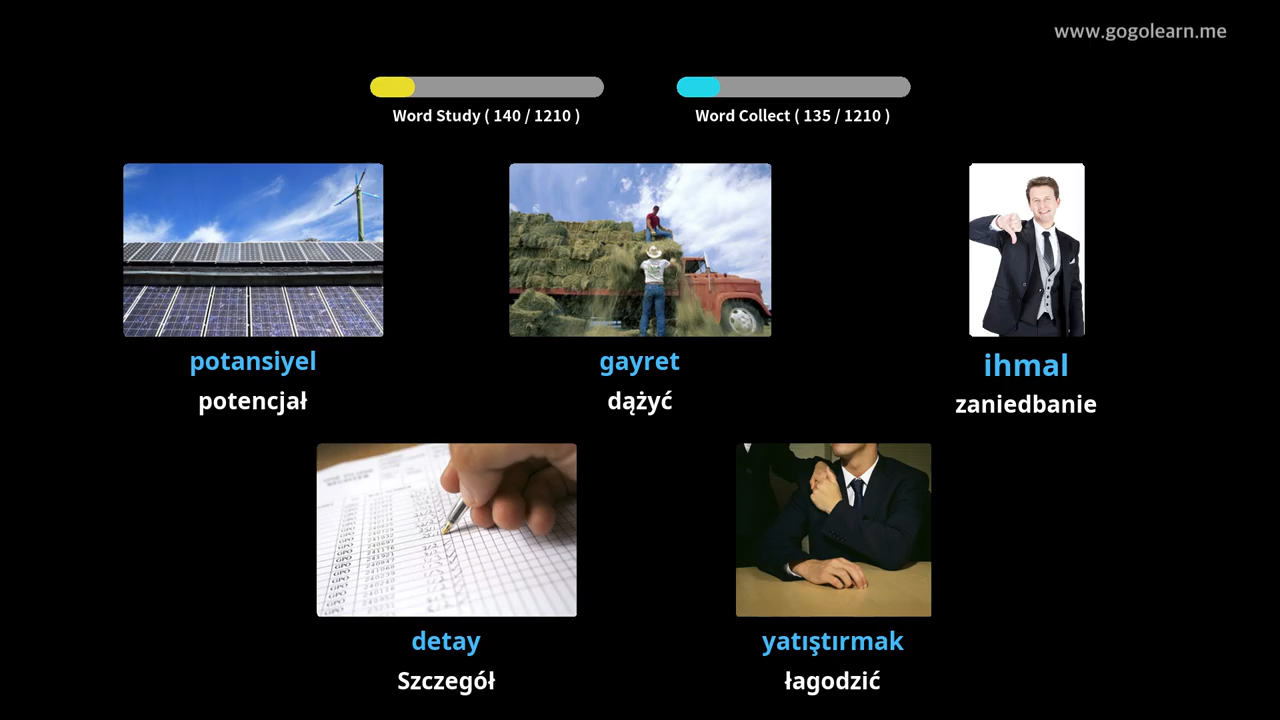 www.gogolearn.me
Word Study ( 140 / 1210 )
Word Collect ( 135 / 1210 )
potansiyel
potencjał
gayret
dążyć
ihmal
zaniedbanie
detay
Szczegół
yatıştırmak
łagodzić